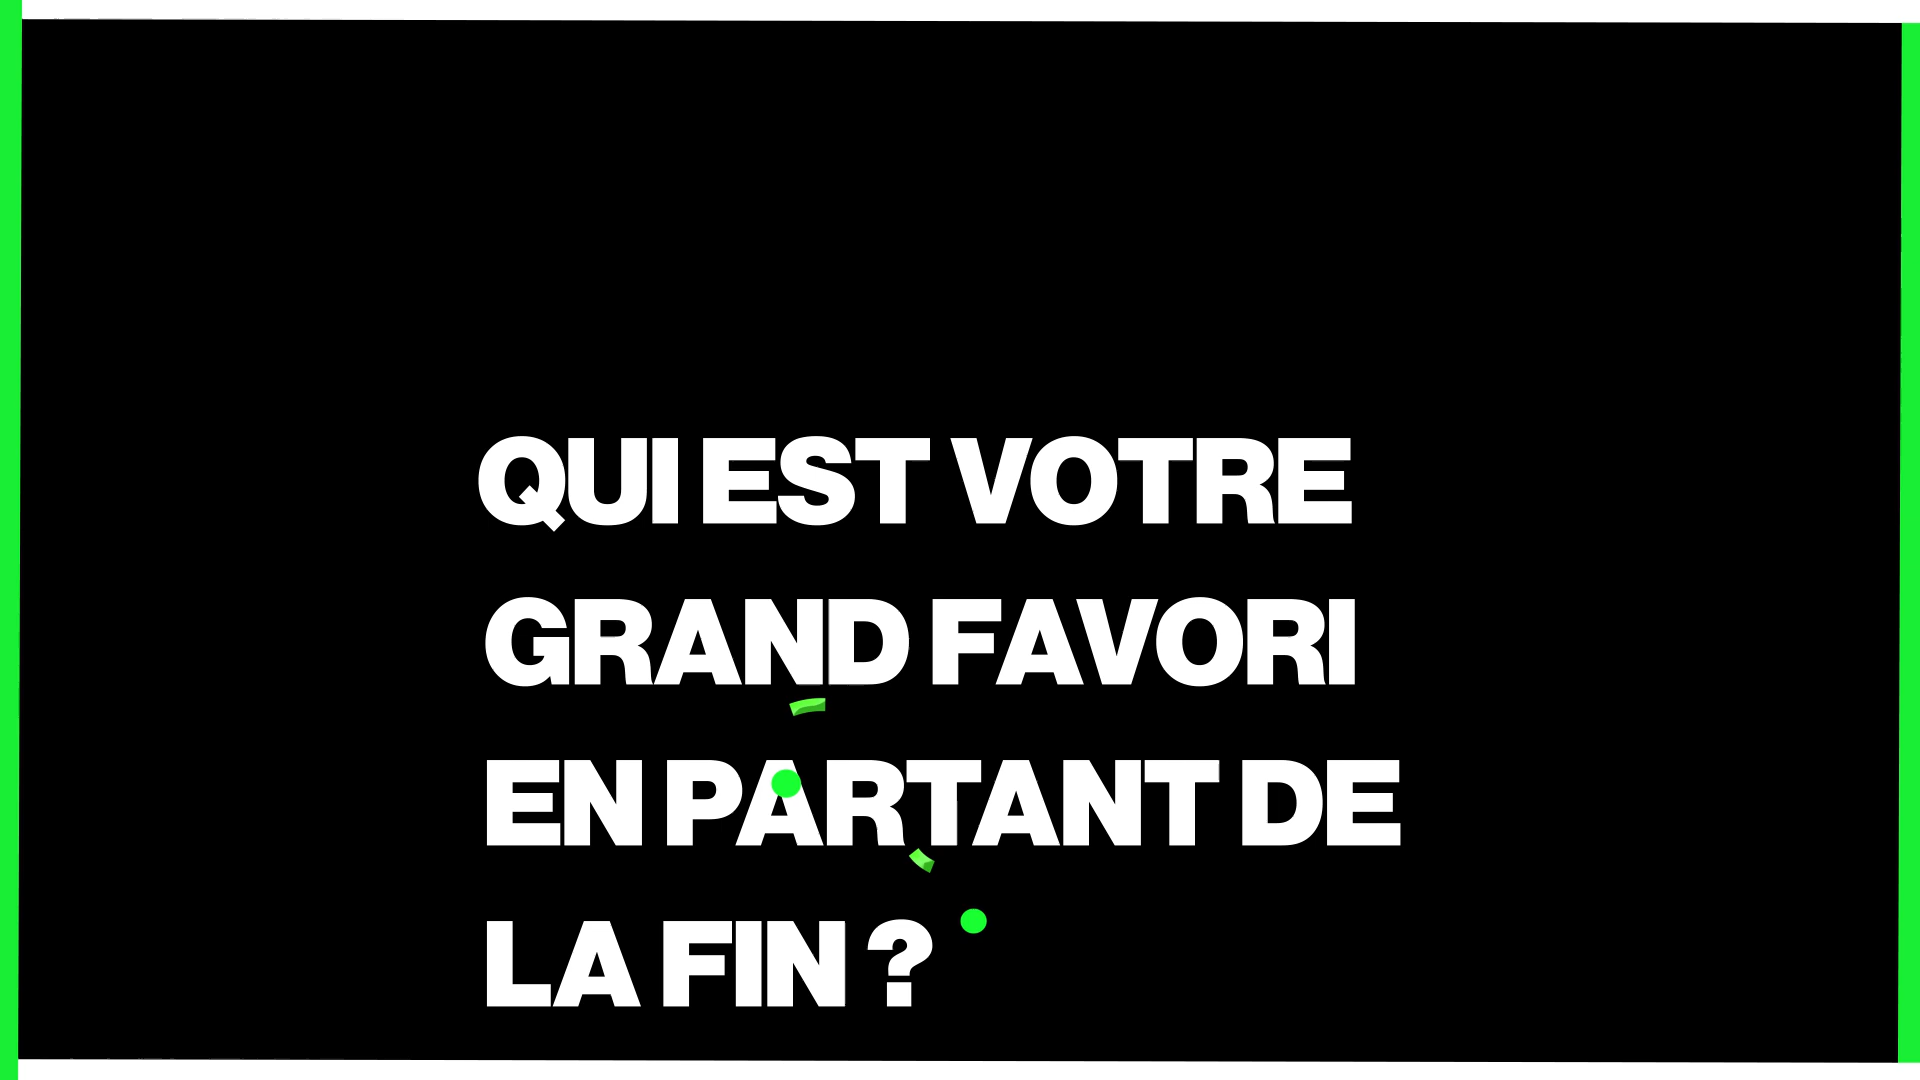 QUI EST VOTRE
GRAND FAVORI
EN PARTANT DE
LA FIN ?